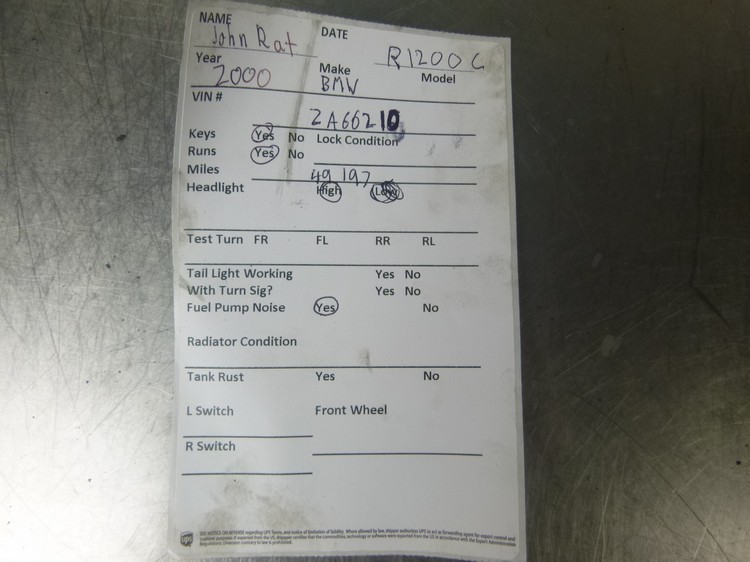 NAME John Rat DATE
Year 2000 Make BMW R1200C Model
VIN # ZA66210
Keys Yes No Lock Condition
Runs Yes No
Miles 49197
Headlight High Low
Test Turn FR FL RR RL
Tail Light Working Yes No
With Turn Sig? Yes No
Fuel Pump Noise Yes No
Radiator Condition
Tank Rust Yes No
L Switch Front Wheel
R Switch
ups